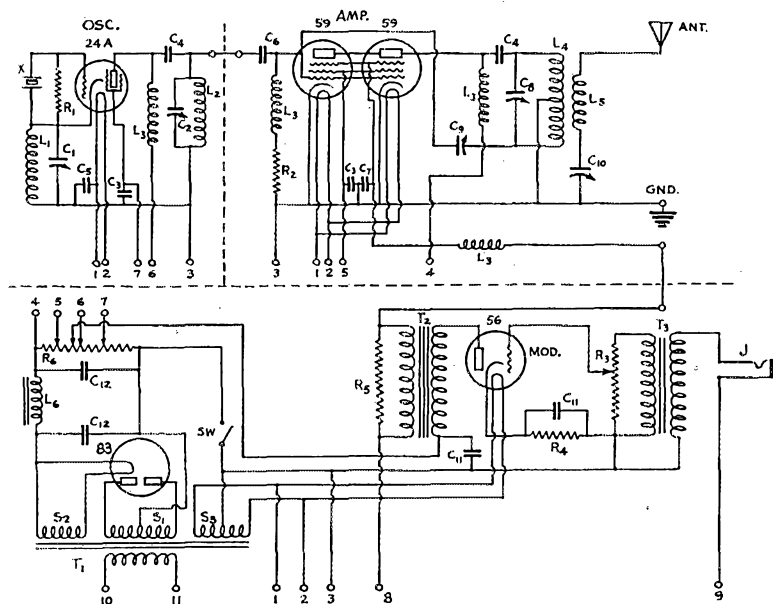 OSC.
24A
AMP.
59 59
ANT.
X
R1
L1
C1
C5
C3
L3
C4
C2
L2
C6
L3
R2
C3 C7
C9
L3
C4
C8
L4
L5
C10
GND.
L3
1 2 7 6 3
3 1 2 5 4
4 5 6 7
R6
C12
L6
C12
83
SW
S2 S1 S3
T1
10 11
T2
R5
56
MOD.
C11
C11
R4
R3
T3
J
1 2 3 8 9